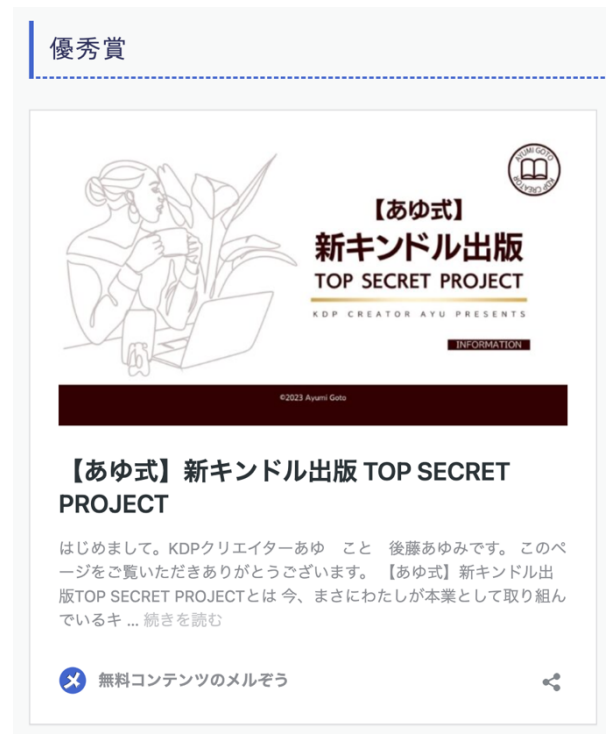 優秀賞
AYUMI GOTO
KDP CREATOR
【あゆ式】
新キンドル出版
TOP SECRET PROJECT
KDP CREATOR AYU PRESENTS
INFORMATION
©2023 Ayumi Goto
【あゆ式】新キンドル出版 TOP SECRET
PROJECT
はじめまして。KDPクリエイターあゆ　こと　後藤あゆみです。 このペ
ージをご覧いただきありがとうございます。 【あゆ式】新キンドル出
版TOP SECRET PROJECTとは 今、まさにわたしが本業として取り組ん
でいるキ ... 続きを読む
無料コンテンツのメルぞう